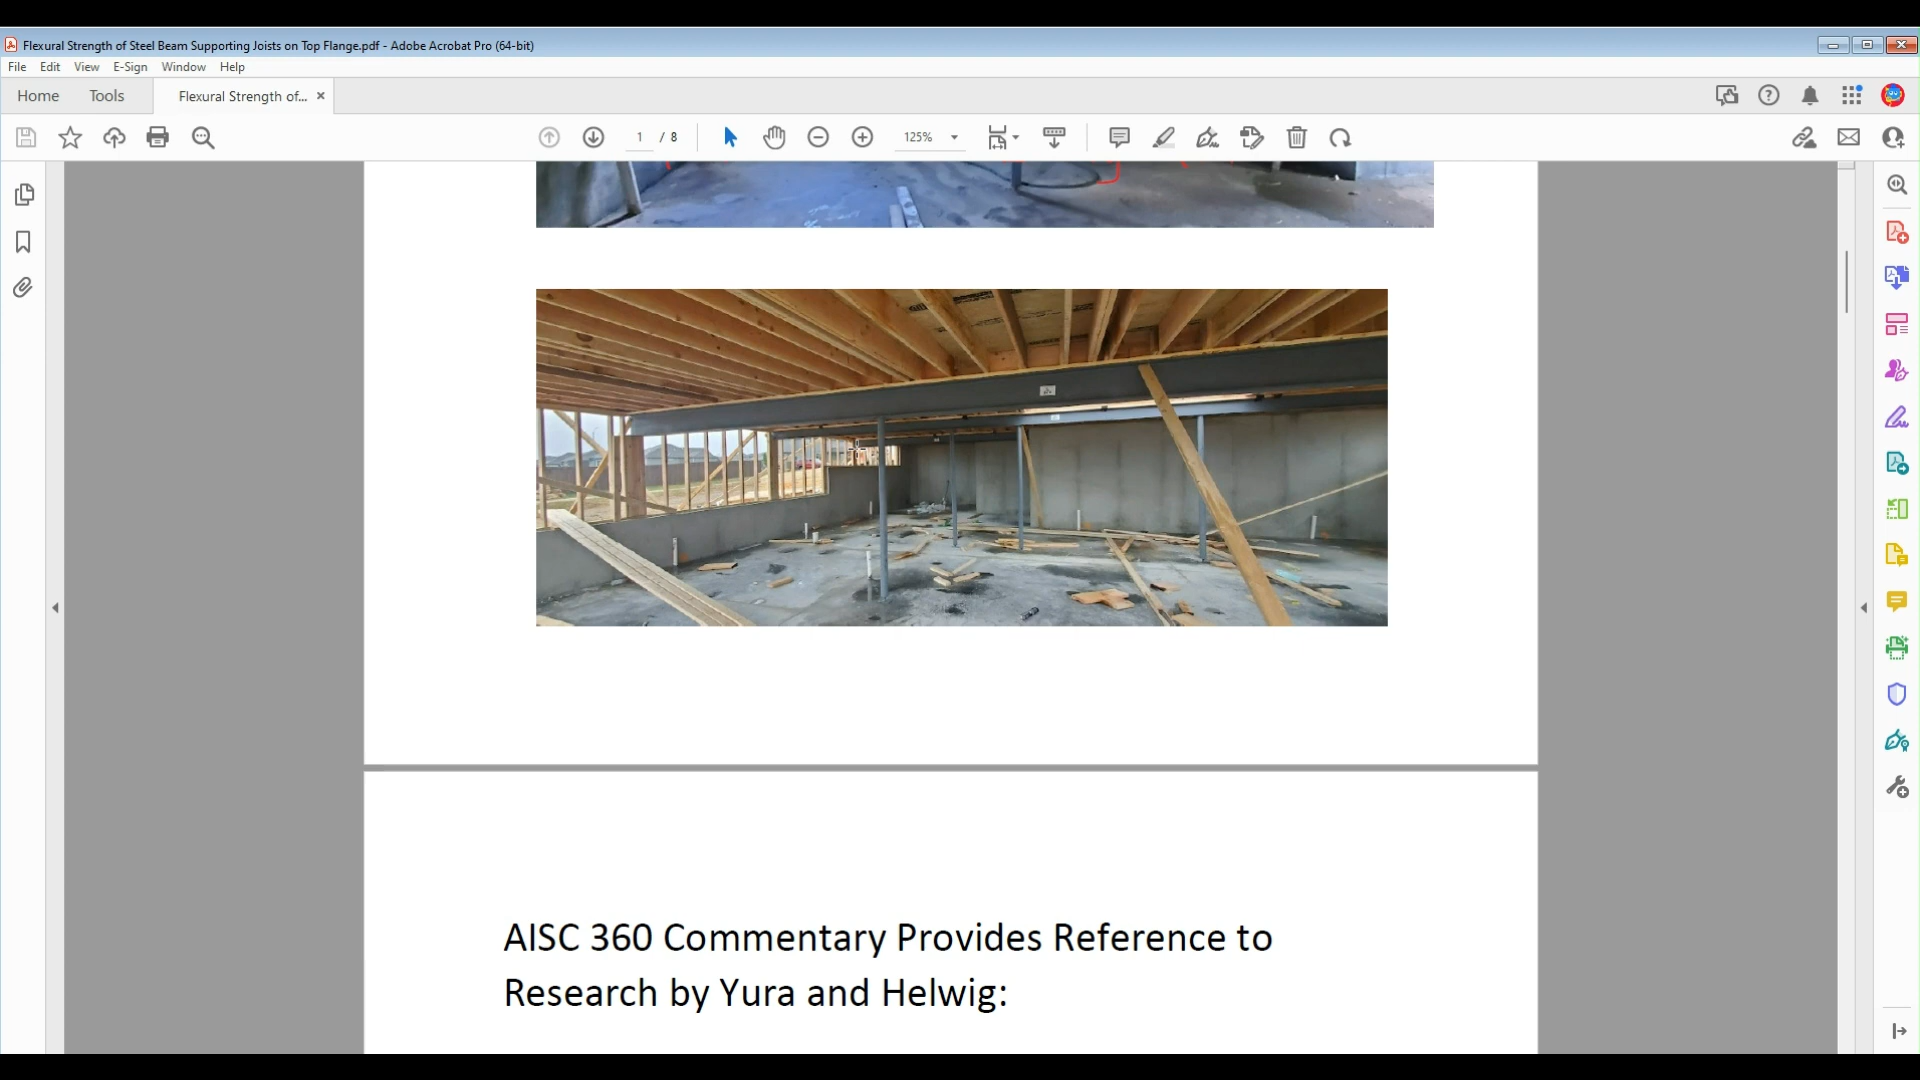 Flexural Strength of Steel Beam Supporting Joists on Top Flange.pdf - Adobe Acrobat Pro (64-bit)
File Edit View E-Sign Window Help
Home Tools Flexural Strength of... ×
1 / 8 125%
AISC 360 Commentary Provides Reference to
Research by Yura and Helwig: